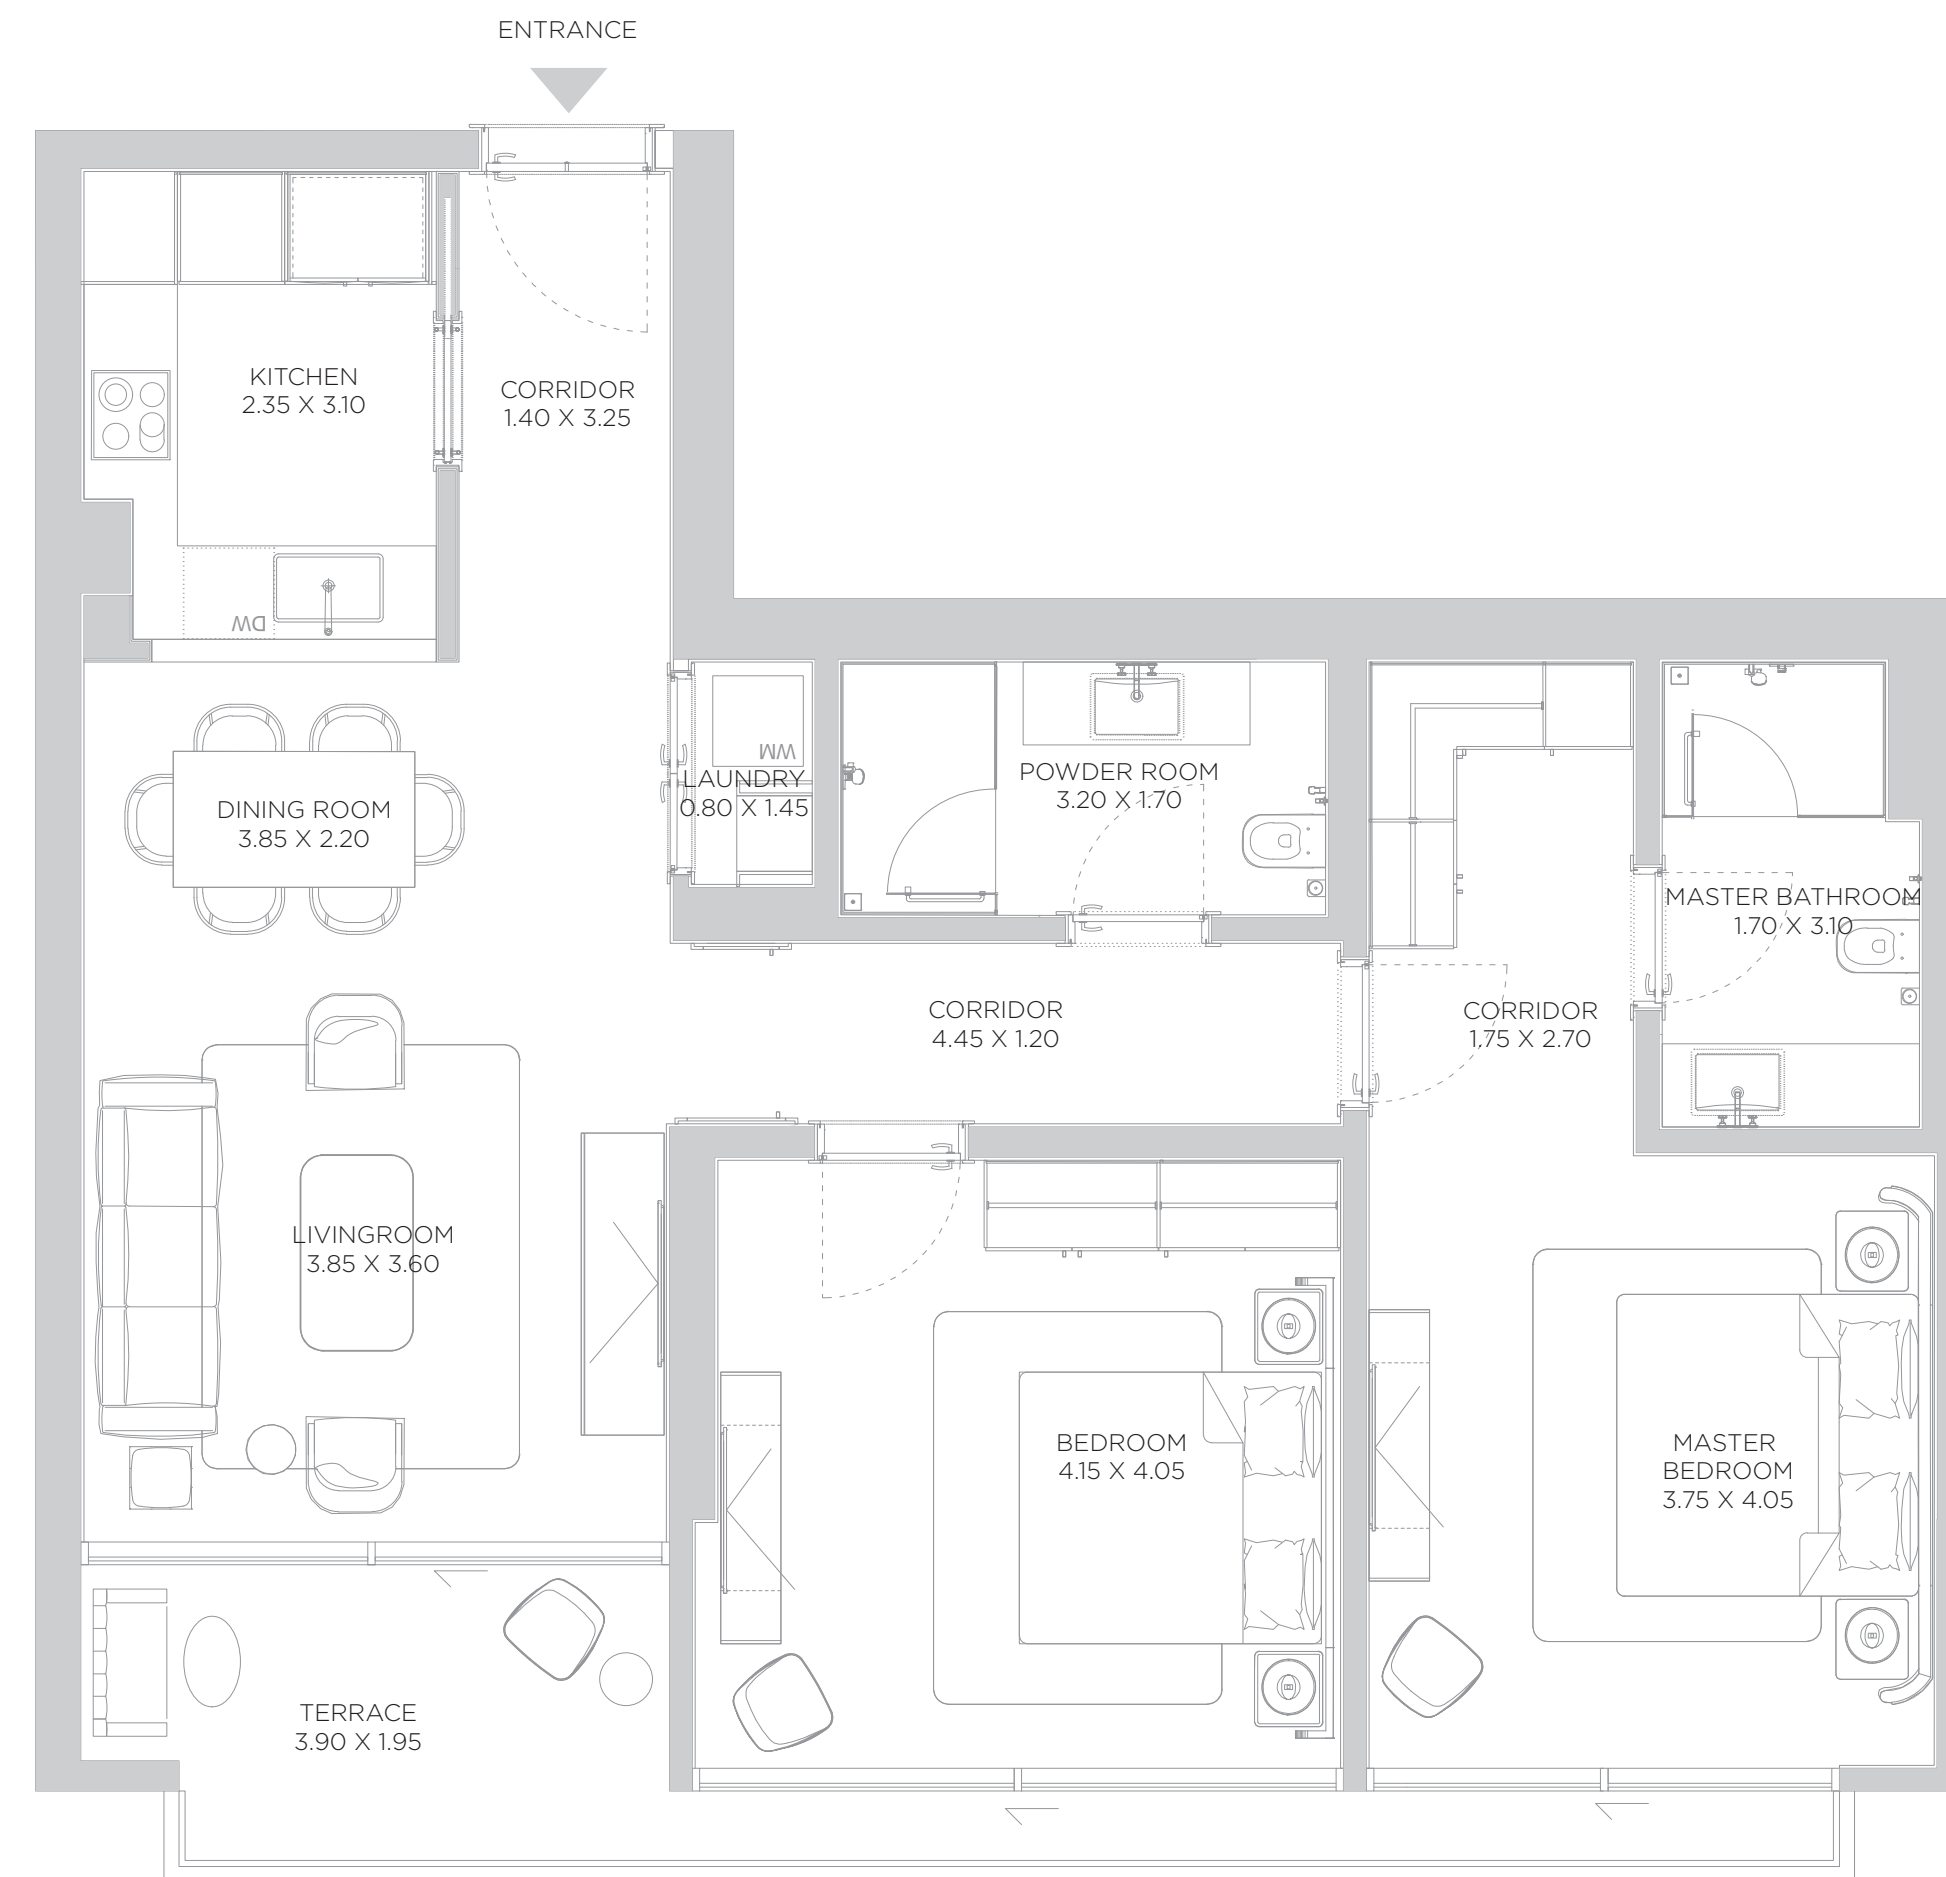 ENTRANCE
KITCHEN
2.35 X 3.10
CORRIDOR
1.40 X 3.25
DW
WM
LAUNDRY
0.80 X 1.45
POWDER ROOM
3.20 X 1.70
DINING ROOM
3.85 X 2.20
MASTER BATHROOM
1.70 X 3.10
CORRIDOR
4.45 X 1.20
CORRIDOR
1.75 X 2.70
LIVINGROOM
3.85 X 3.60
BEDROOM
4.15 X 4.05
MASTER
BEDROOM
3.75 X 4.05
TERRACE
3.90 X 1.95